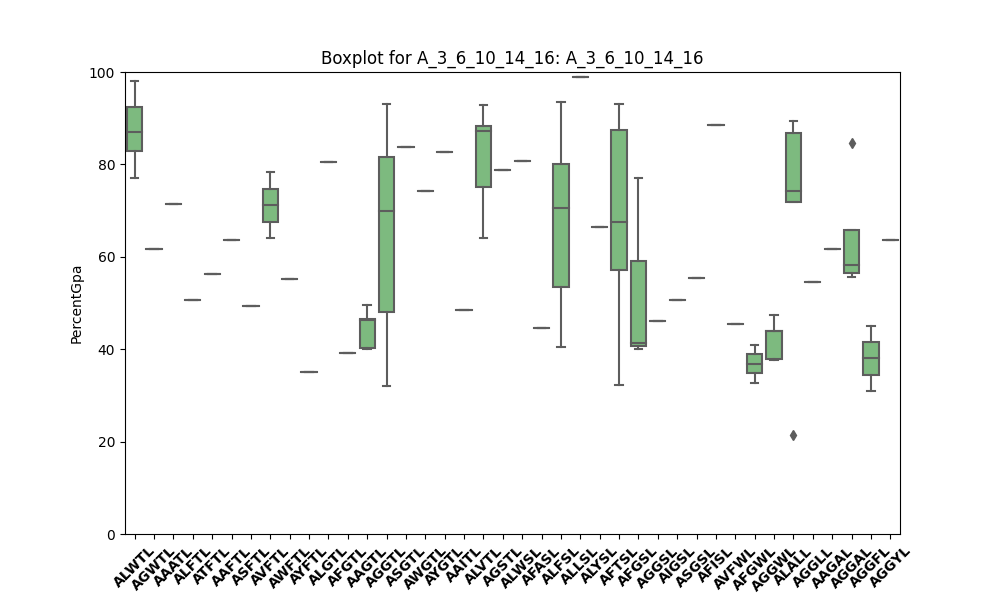 Boxplot for A_3_6_10_14_16: A_3_6_10_14_16
PercentGpa
100
80
60
40
20
0
ALWTL
AGWTL
AAATL
ALFTL
ATFTL
AAFTL
ASFTL
AVFTL
AWFTL
AYFTL
ALGTL
AFGTL
AAGTL
AGGTL
ASGTL
AWGTL
AYGTL
AAITL
ALVTL
AGSTL
ALWSL
AFASL
ALFSL
ALLSL
ALYSL
AFTSL
AFGSL
AGGSL
AIGSL
ASGSL
AFISL
AVFWL
AFGWL
AGGWL
ALALL
AGGLL
AAGAL
AGGAL
AGGFL
AGGYL